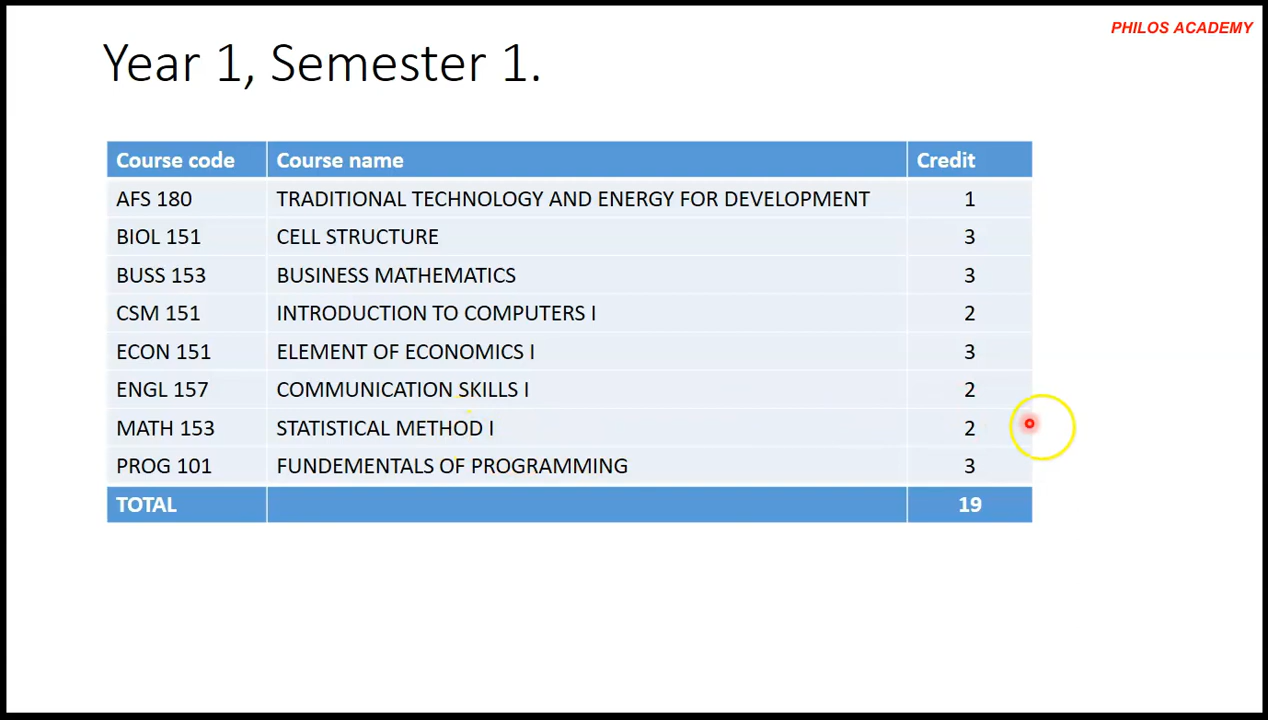 PHILOS ACADEMY
Year 1, Semester 1.
Course code Course name Credit
AFS 180 TRADITIONAL TECHNOLOGY AND ENERGY FOR DEVELOPMENT 1
BIOL 151 CELL STRUCTURE 3
BUSS 153 BUSINESS MATHEMATICS 3
CSM 151 INTRODUCTION TO COMPUTERS I 2
ECON 151 ELEMENT OF ECONOMICS I 3
ENGL 157 COMMUNICATION SKILLS I 2
MATH 153 STATISTICAL METHOD I 2
PROG 101 FUNDEMENTALS OF PROGRAMMING 3
TOTAL 19